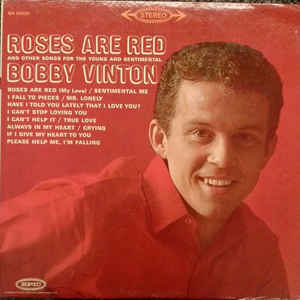 STEREO
ROSES ARE RED
AND OTHER SONGS FOR THE YOUNG AND SENTIMENTAL
BOBBY VINTON
ROSES ARE RED (My Love) / SENTIMENTAL ME
I FALL TO PIECES / MR. LONELY
HAVE I TOLD YOU LATELY THAT I LOVE YOU?
I CAN'T STOP LOVING YOU
I CAN'T HELP IT / TRUE LOVE
ALWAYS IN MY HEART / CRYING
IF I GIVE MY HEART TO YOU
PLEASE HELP ME, I'M FALLING
EPIC